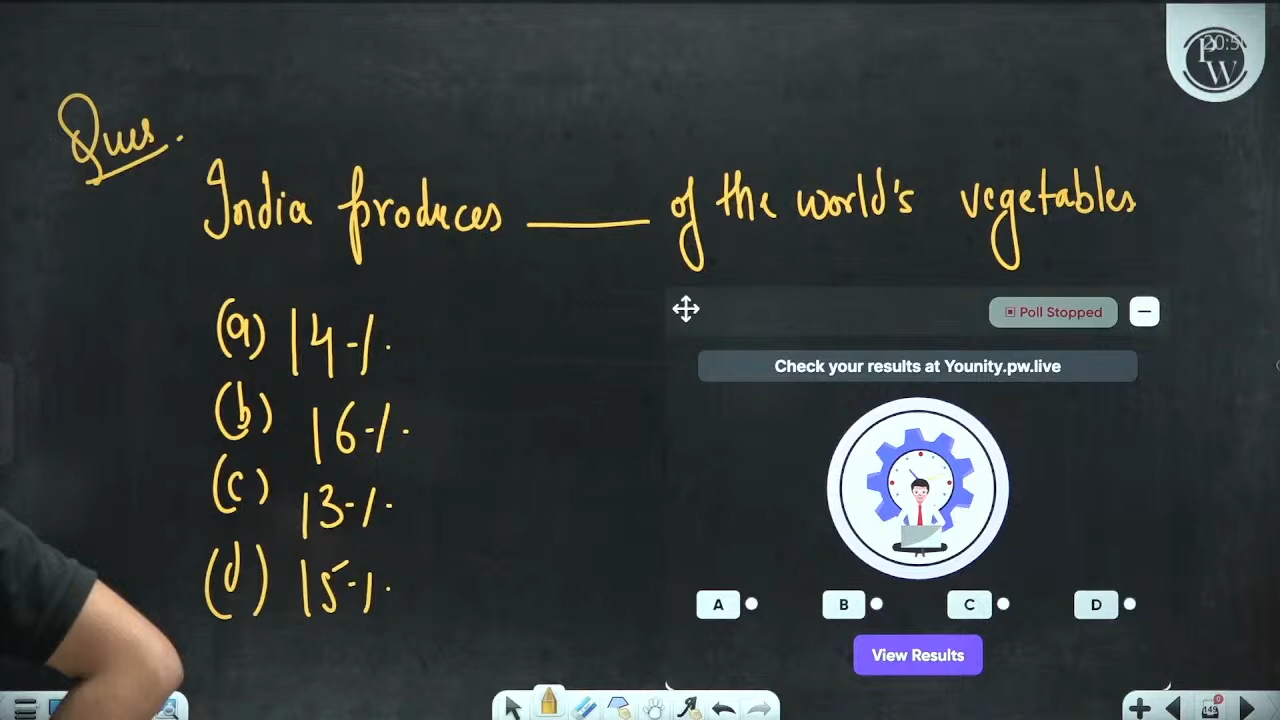 Ques.
India produces ____ of the world's vegetables
(a) 14%.
(b) 16%.
(c) 13%.
(d) 15%.
Poll Stopped
Check your results at Younity.pw.live
A B C D
View Results
PW
149